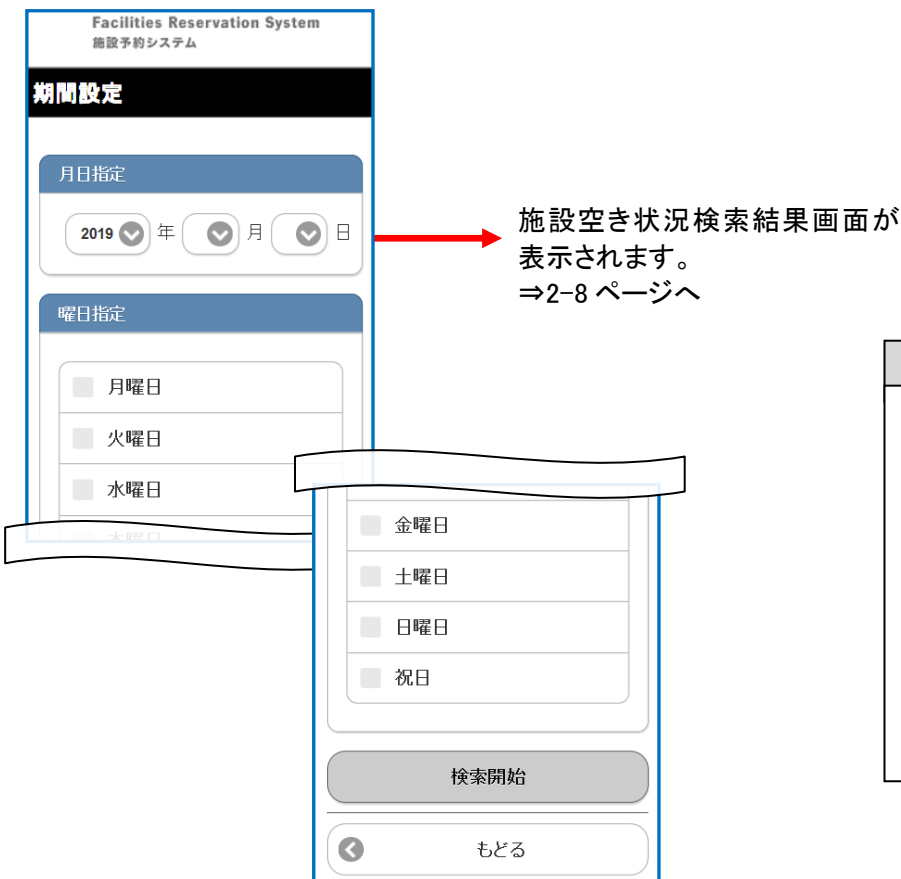 Facilities Reservation System
施設予約システム
期間設定
月日指定
2019 年 月 日
曜日指定
月曜日
火曜日
水曜日
木曜日
金曜日
土曜日
日曜日
祝日
検索開始
もどる
施設空き状況検索結果画面が
表示されます。
⇒2-8 ページへ